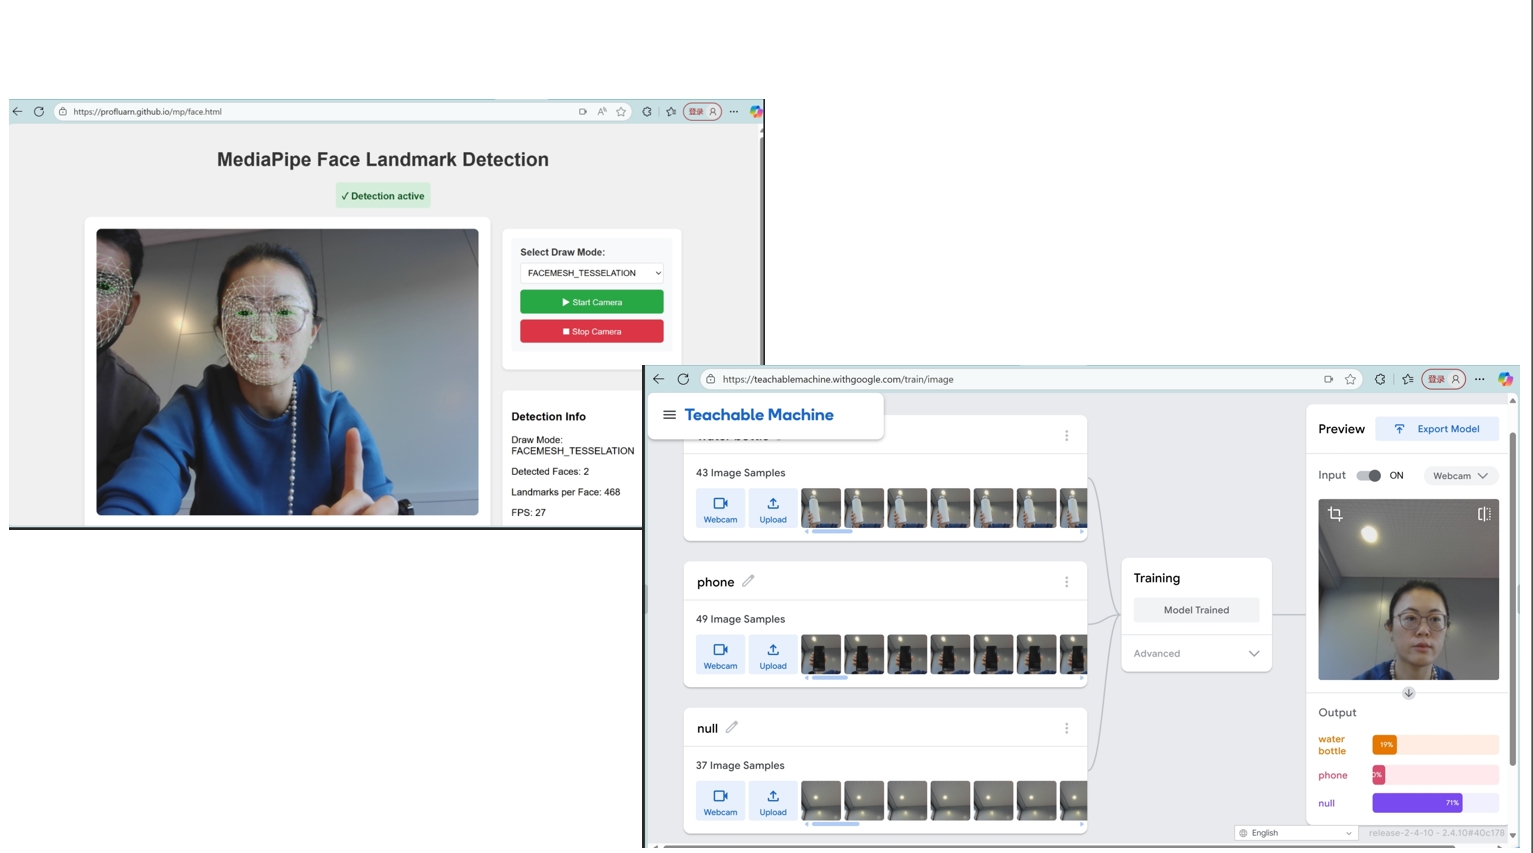 https://profluarn.github.io/mp/face.html
登录
MediaPipe Face Landmark Detection
✓ Detection active
Select Draw Mode:
FACEMESH_TESSELATION
▶ Start Camera
■ Stop Camera
Detection Info
Draw Mode:
FACEMESH_TESSELATION
Detected Faces: 2
Landmarks per Face: 468
FPS: 27
https://teachablemachine.withgoogle.com/train/image
登录
Teachable Machine
43 Image Samples
Webcam
Upload
phone
49 Image Samples
Webcam
Upload
null
37 Image Samples
Webcam
Upload
Training
Model Trained
Advanced
Preview
Export Model
Input
ON
Webcam
Output
water
bottle
19%
phone
null
71%
English
release-2-4-10 - 2.4.10#40c178